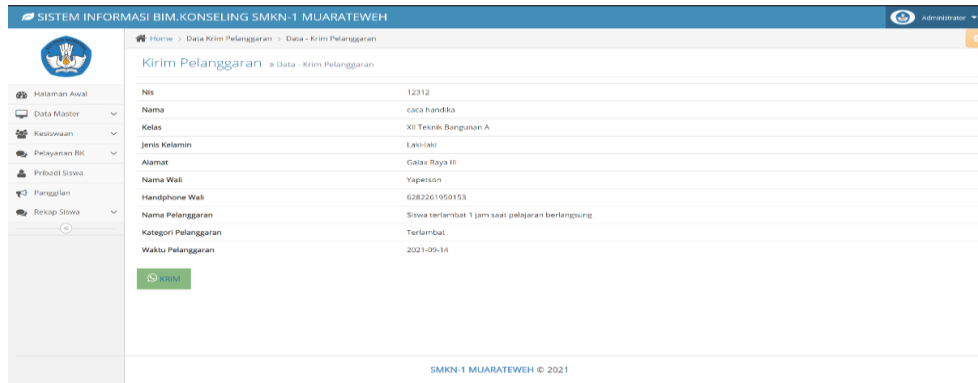 SISTEM INFORMASI BIM.KONSELING SMKN-1 MUARATEWEH
Administrator
Home > Data Krim Pelanggaran > Data - Krim Pelanggaran
Kirim Pelanggaran » Data - Krim Pelanggaran
Halaman Awal
Data Master
Kesiswaan
Pelayanan BK
Pribadi Siswa
Panggilan
Rekap Siswa
Nis 12312
Nama caca handika
Kelas XII Teknik Bangunan A
Jenis Kelamin Laki-laki
Alamat Galax Raya III
Nama Wali Yapetson
Handphone Wali 6282261950153
Nama Pelanggaran Siswa terlambat 1 jam saat pelajaran berlangsung
Kategori Pelanggaran Terlambat
Waktu Pelanggaran 2021-09-14
KRIM
SMKN-1 MUARATEWEH © 2021